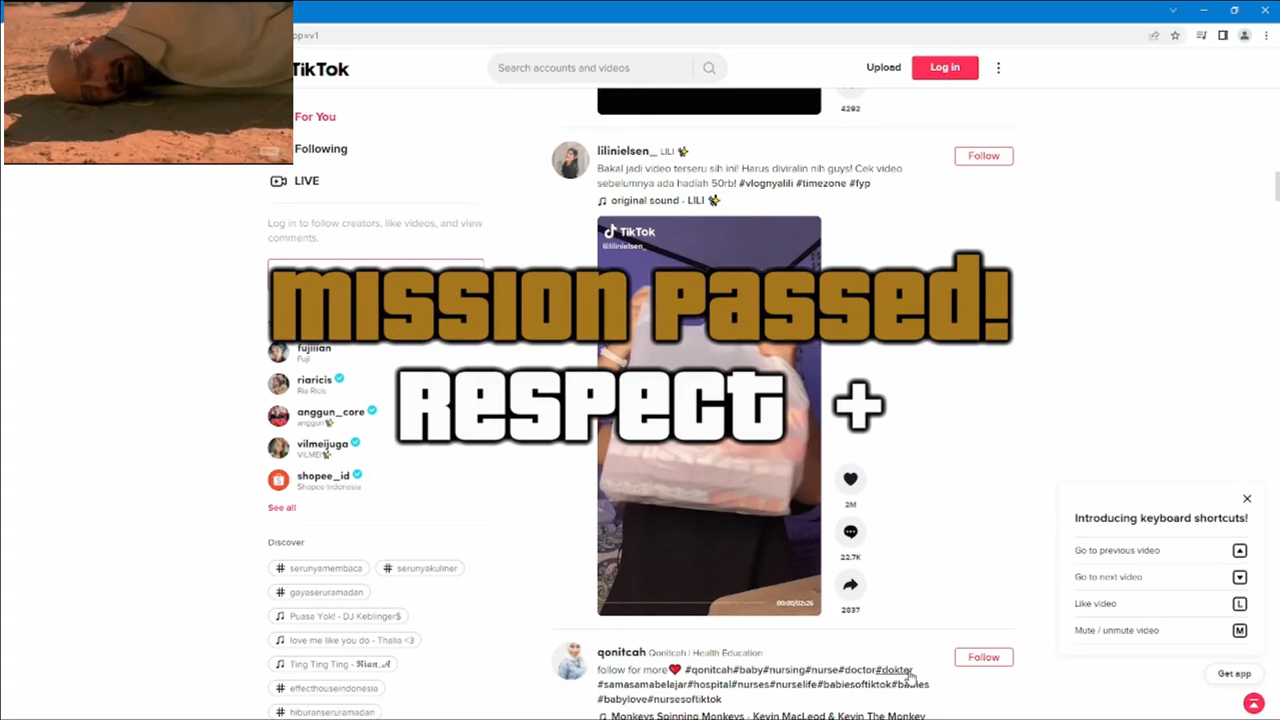 pp=v1
TikTok
Search accounts and videos
Upload
Log in
For You
Following
LIVE
Log in to follow creators, like videos, and view
comments.
fujiiian
Fuji
riaricis
Ria Ricis
anggun_core
anggun✨
vilmeijuga
VILMEI✨
shopee_id
Shopee Indonesia
See all
Discover
# serunyamembaca
# serunyakuliner
# gayaseruramadan
Puasa Yok! - DJ Keblinger$
love me like you do - Thalia <3
Ting Ting Ting - 𝕽𝖎𝖆𝖓.𝕬
# effecthouseindonesia
# hiburanseruramadan
4292
lilinielsen_ LILI ✨
Follow
Bakal jadi video terseru sih ini! Harus diviralin nih guys! Cek video
sebelumnya ada hadiah 50rb! #vlognyalili #timezone #fyp
original sound - LILI ✨
TikTok
@lilinielsen_
mission passed!
Respect +
2M
22.7K
2037
00:00/02:26
qonitcah Qonitcah | Health Education
Follow
follow for more❤️ #qonitcah#baby#nursing#nurse#doctor#doktor
#samasamabelajar#hospital#nurses#nurselife#babiesoftiktok#babies
#babylove#nursesoftiktok
Monkeys Spinning Monkeys - Kevin MacLeod & Kevin The Monkey
Introducing keyboard shortcuts!
Go to previous video
Go to next video
Like video L
Mute / unmute video M
Get app